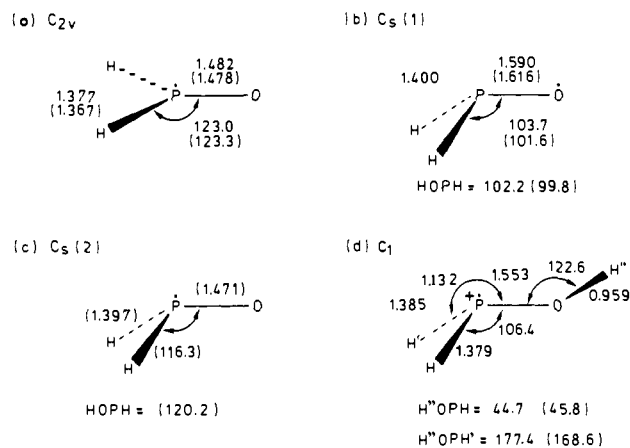 (a) C2v
H
P
O
H
1.482
(1.478)
1.377
(1.367)
123.0
(123.3)
(b) Cs (1)
1.400
1.590
(1.616)
P
O
H
H
103.7
(101.6)
HOPH = 102.2 (99.8)
(c) Cs (2)
(1.471)
(1.397)
P
O
H
H
(116.3)
HOPH = (120.2)
(d) C1
1.132
1.553
122.6
H"
1.385
+
P
O
0.959
H'
H
106.4
1.379
H"OPH = 44.7 (45.8)
H"OPH' = 177.4 (168.6)